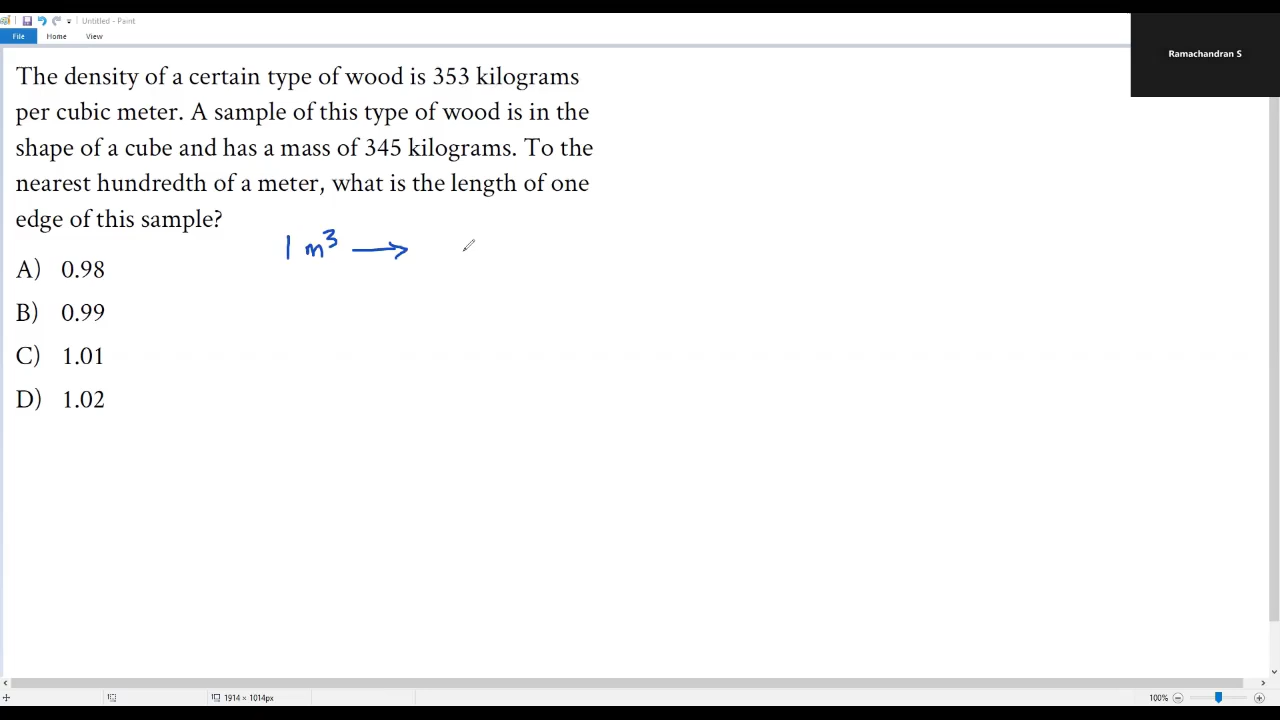 Untitled - Paint
File Home View
Ramachandran S
The density of a certain type of wood is 353 kilograms
per cubic meter. A sample of this type of wood is in the
shape of a cube and has a mass of 345 kilograms. To the
nearest hundredth of a meter, what is the length of one
edge of this sample?
1 m³ →
A) 0.98
B) 0.99
C) 1.01
D) 1.02
1914 × 1014px
100%